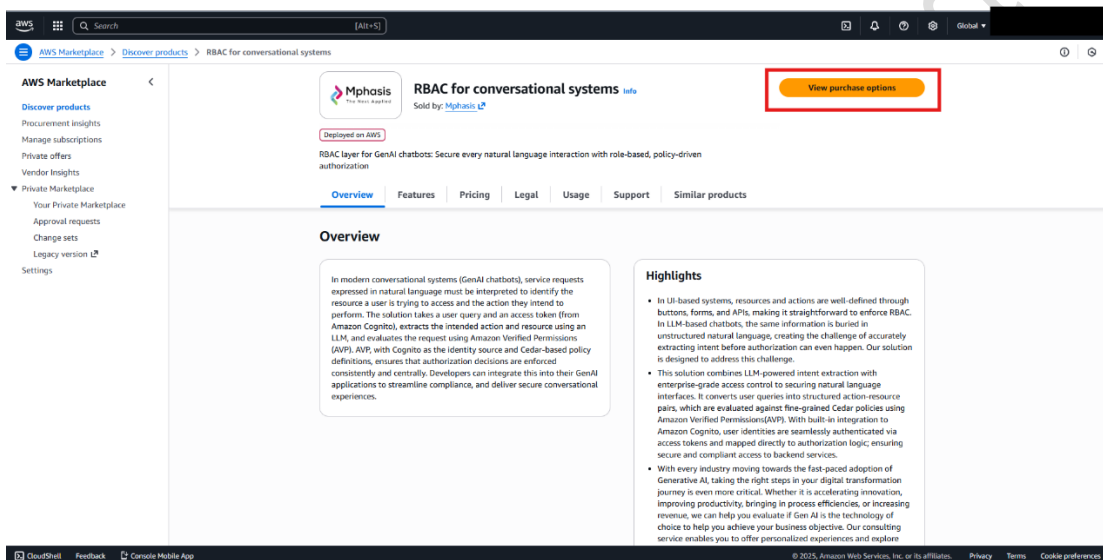 aws
Search
[Alt+S]
Global
AWS Marketplace > Discover products > RBAC for conversational systems
AWS Marketplace
Discover products
Procurement insights
Manage subscriptions
Private offers
Vendor Insights
Private Marketplace
Your Private Marketplace
Approval requests
Change sets
Legacy version
Settings
Mphasis
The Next Applied
RBAC for conversational systems Info
Sold by: Mphasis
View purchase options
Deployed on AWS
RBAC layer for GenAI chatbots: Secure every natural language interaction with role-based, policy-driven
authorization
Overview
Features
Pricing
Legal
Usage
Support
Similar products
Overview
In modern conversational systems (GenAI chatbots), service requests
expressed in natural language must be interpreted to identify the
resource a user is trying to access and the action they intend to
perform. The solution takes a user query and an access token (from
Amazon Cognito), extracts the intended action and resource using an
LLM, and evaluates the request using Amazon Verified Permissions
(AVP). AVP, with Cognito as the identity source and Cedar-based policy
definitions, ensures that authorization decisions are enforced
consistently and centrally. Developers can integrate this into their GenAI
applications to streamline compliance, and deliver secure conversational
experiences.
Highlights
• In UI-based systems, resources and actions are well-defined through
buttons, forms, and APIs, making it straightforward to enforce RBAC.
In LLM-based chatbots, the same information is buried in
unstructured natural language, creating the challenge of accurately
extracting intent before authorization can even happen. Our solution
is designed to address this challenge.
• This solution combines LLM-powered intent extraction with
enterprise-grade access control to securing natural language
interfaces. It converts user queries into structured action-resource
pairs, which are evaluated against fine-grained Cedar policies using
Amazon Verified Permissions(AVP). With built-in integration to
Amazon Cognito, user identities are seamlessly authenticated via
access tokens and mapped directly to authorization logic; ensuring
secure and compliant access to backend services.
• With every industry moving towards the fast-paced adoption of
Generative AI, taking the right steps in your digital transformation
journey is even more critical. Whether it is accelerating innovation,
improving productivity, bringing in process efficiencies, or increasing
revenue, we can help you evaluate if Gen AI is the technology of
choice to help you achieve your business objective. Our consulting
service enables you to offer personalized experiences and explore
CloudShell
Feedback
Console Mobile App
© 2025, Amazon Web Services, Inc. or its affiliates.
Privacy
Terms
Cookie preferences